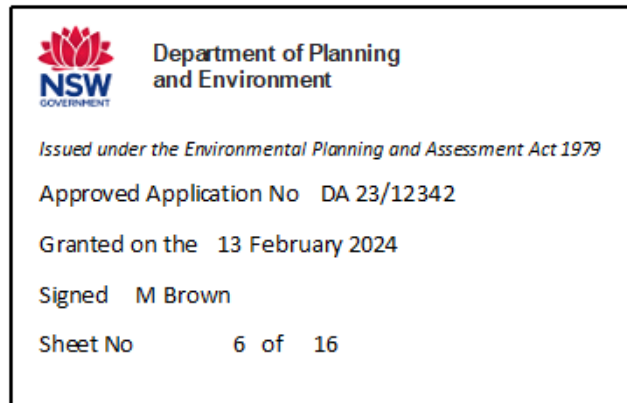 Department of Planning
and Environment
NSW
GOVERNMENT
Issued under the Environmental Planning and Assessment Act 1979
Approved Application No DA 23/12342
Granted on the 13 February 2024
Signed M Brown
Sheet No 6 of 16